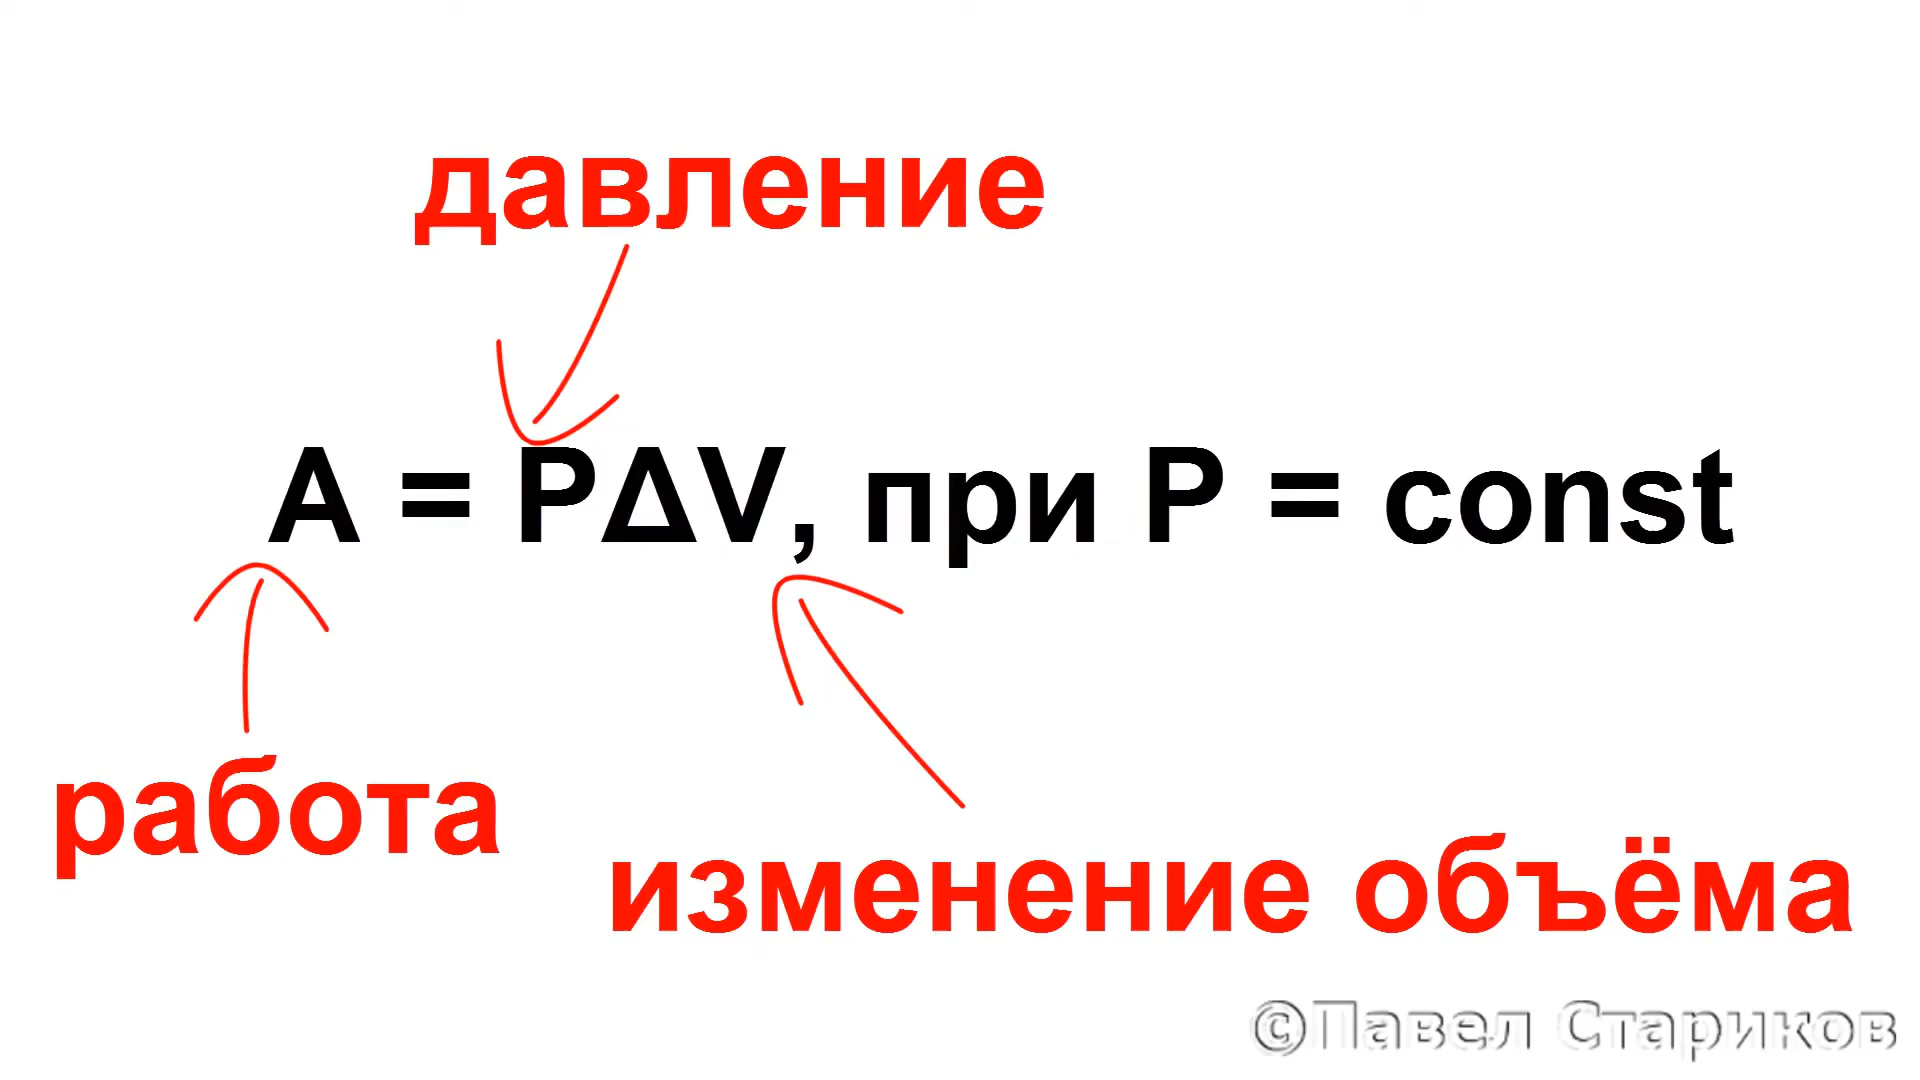 давление
A = PΔV, при P = const
работа
изменение объёма
©Павел Стариков